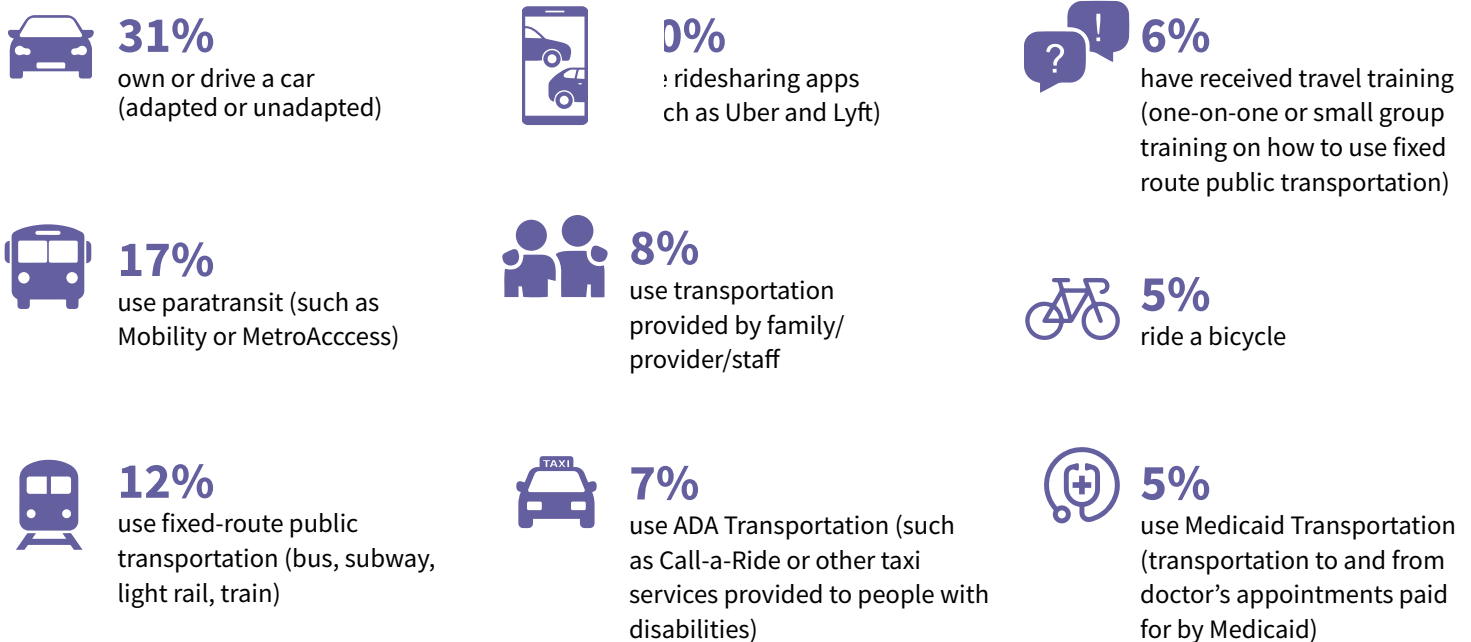 31%
own or drive a car
(adapted or unadapted)
17%
use paratransit (such as
Mobility or MetroAcccess)
12%
use fixed-route public
transportation (bus, subway,
light rail, train)
0%
ridesharing apps
as Uber and Lyft)
8%
use transportation
provided by family/
provider/staff
TAXI
7%
use ADA Transportation (such
as Call-a-Ride or other taxi
services provided to people with
disabilities)
?
!
6%
have received travel training
(one-on-one or small group
training on how to use fixed
route public transportation)
5%
ride a bicycle
5%
use Medicaid Transportation
(transportation to and from
doctor’s appointments paid
for by Medicaid)